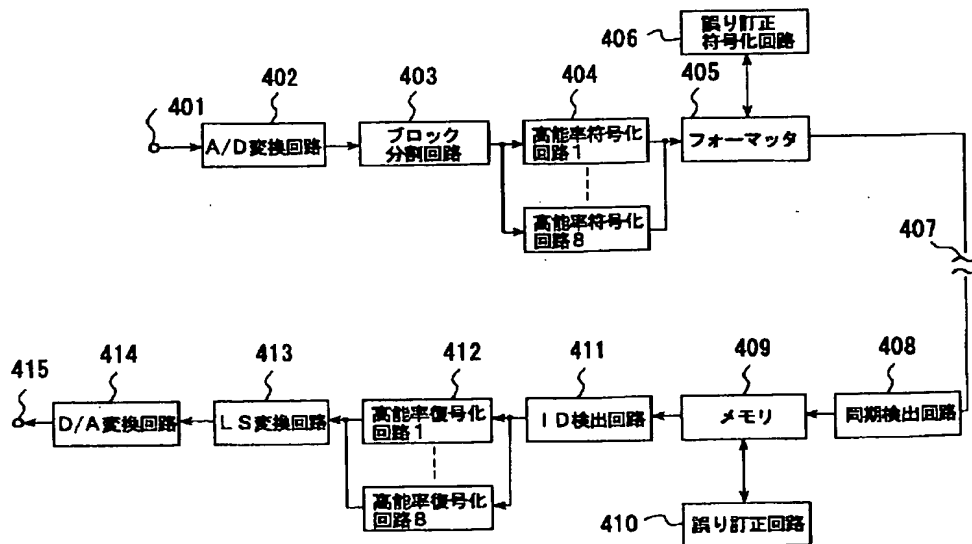 406
誤り訂正
符号化回路
401
402
403
404
405
A/D変換回路
ブロック
分割回路
高能率符号化
回路1
フォーマッタ
高能率符号化
回路8
407
415
414
413
412
411
409
408
D/A変換回路
LS変換回路
高能率復号化
回路1
ID検出回路
メモリ
同期検出回路
高能率復号化
回路8
410
誤り訂正回路